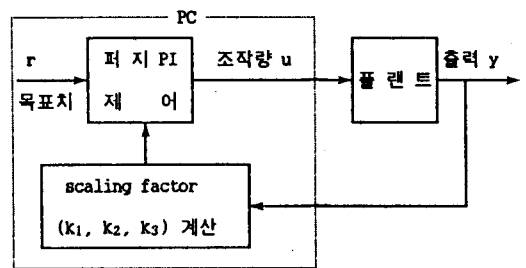 PC
r
목표치
퍼 지 PI
제 어
조작량 u
플 랜 트
출력 y
scaling factor
(k₁, k₂, k₃) 계산